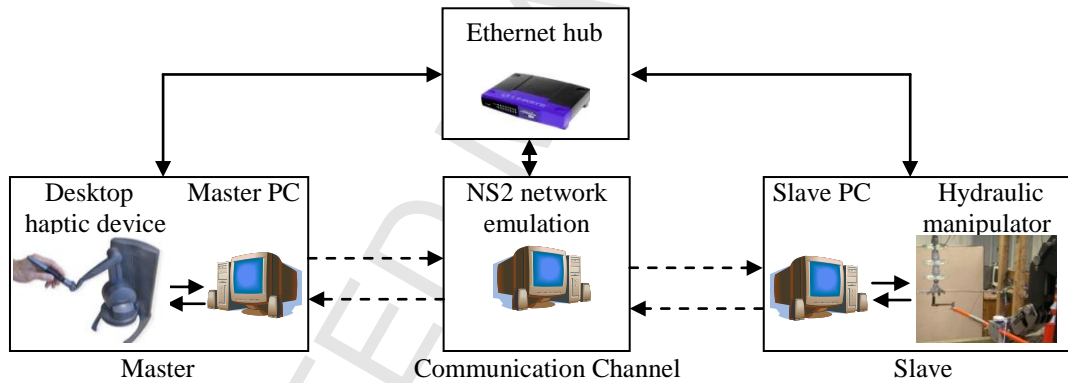 Ethernet hub
Desktop
haptic device
Master PC
NS2 network
emulation
Slave PC
Hydraulic
manipulator
Master
Communication Channel
Slave